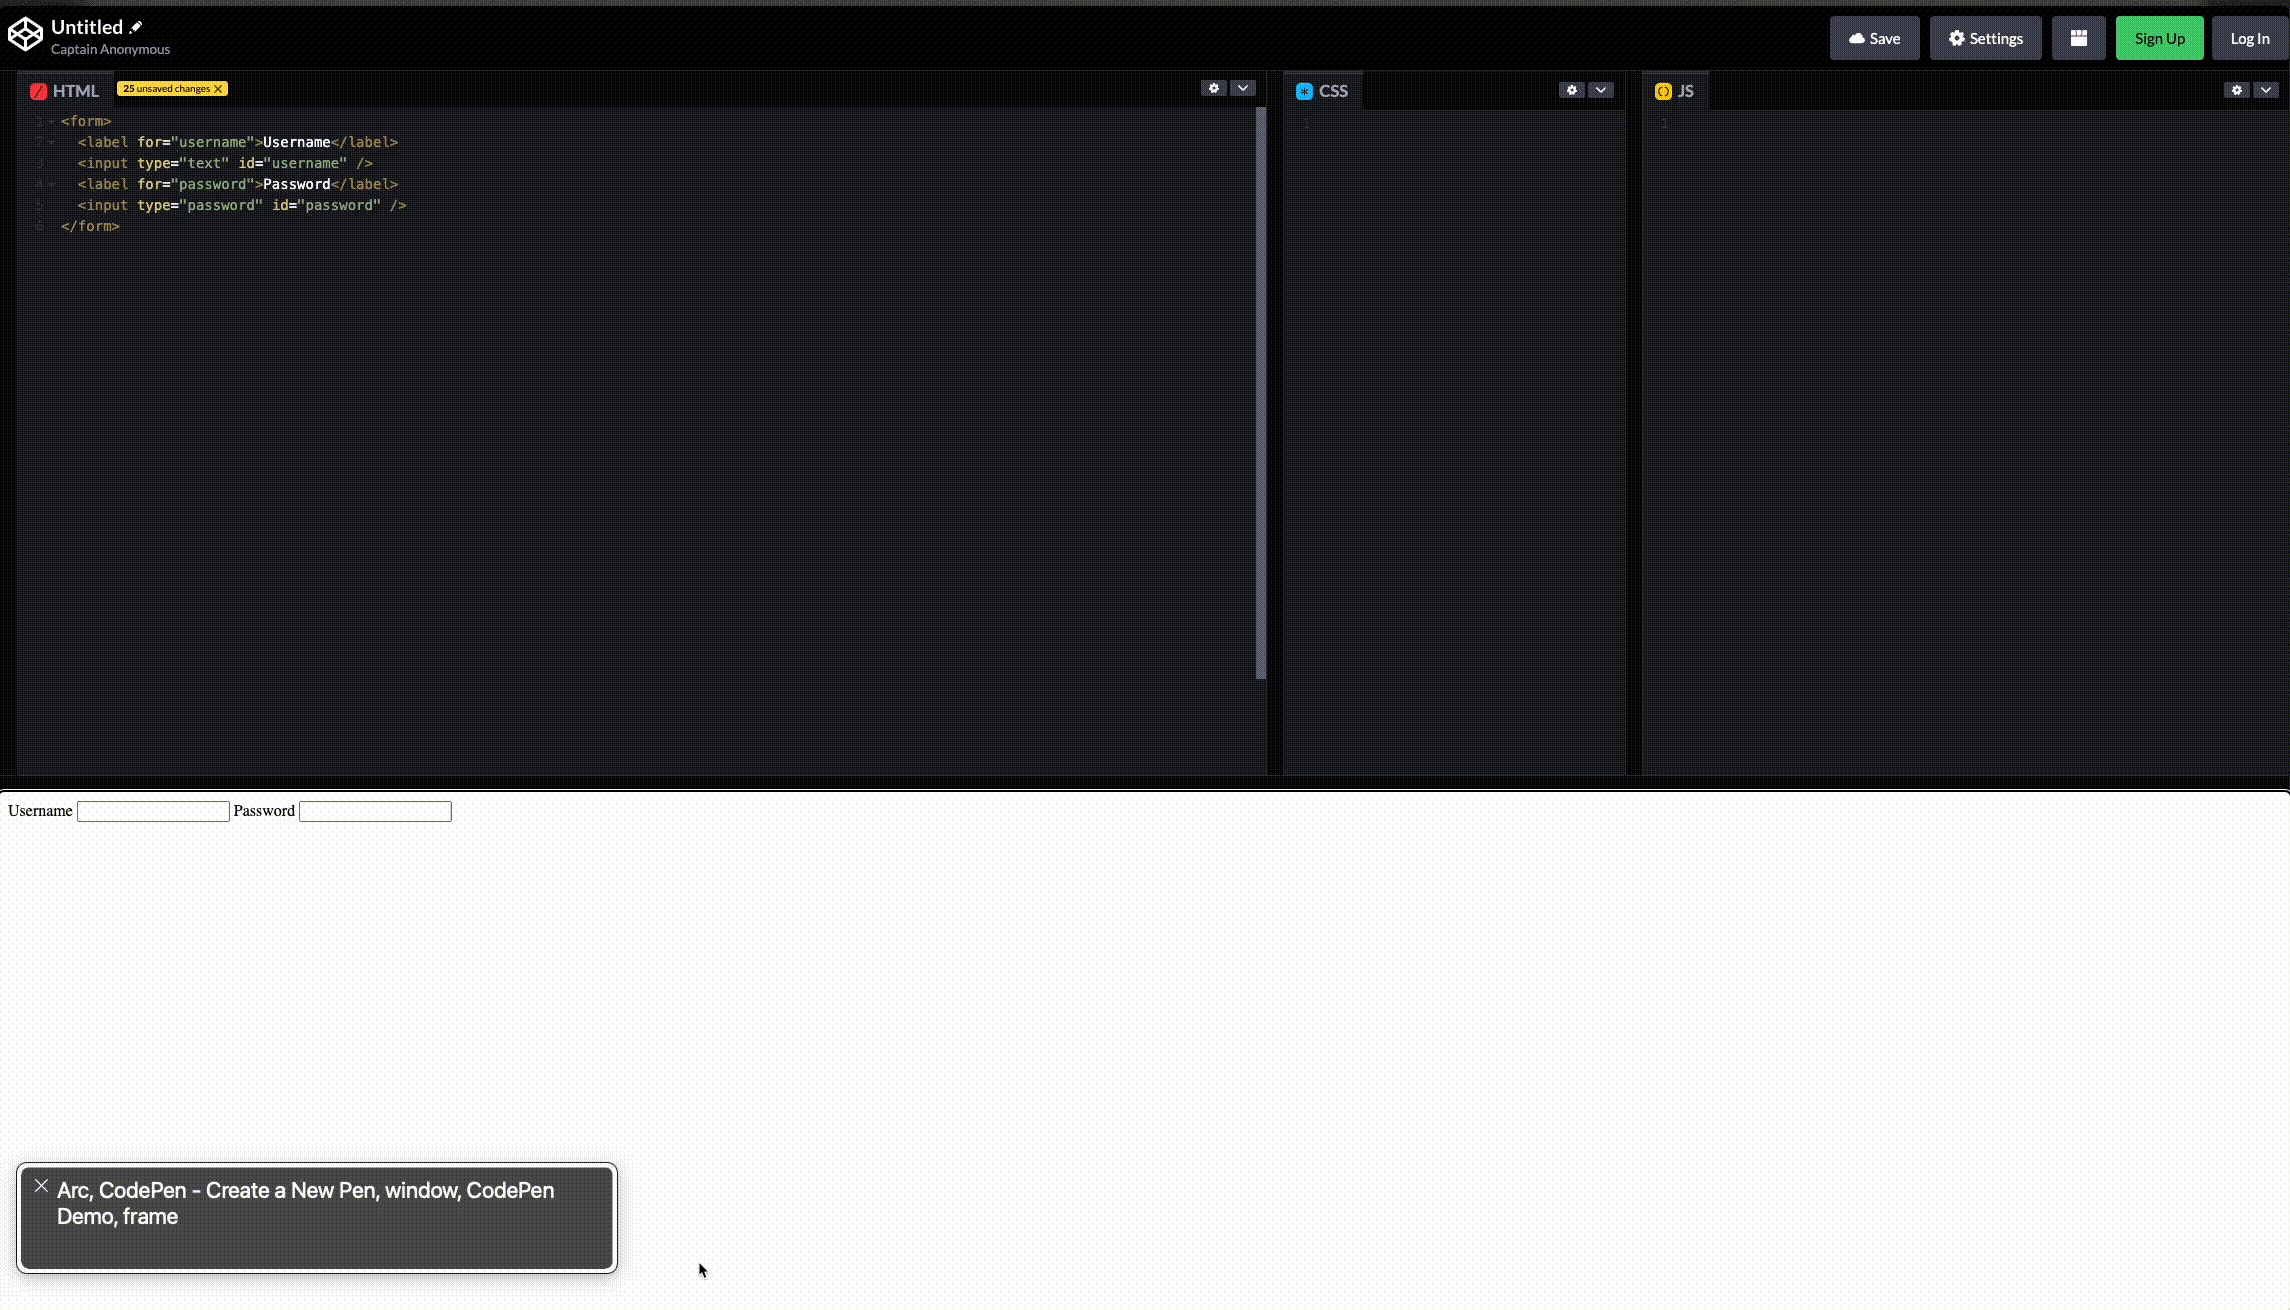 Untitled
Captain Anonymous
Save
Settings
Sign Up
Log In
HTML
25 unsaved changes
CSS
JS
1 <form>
2 <label for="username">Username</label>
3 <input type="text" id="username" />
4 <label for="password">Password</label>
5 <input type="password" id="password" />
6 </form>
1
1
Username
Password
Arc, CodePen - Create a New Pen, window, CodePen
Demo, frame